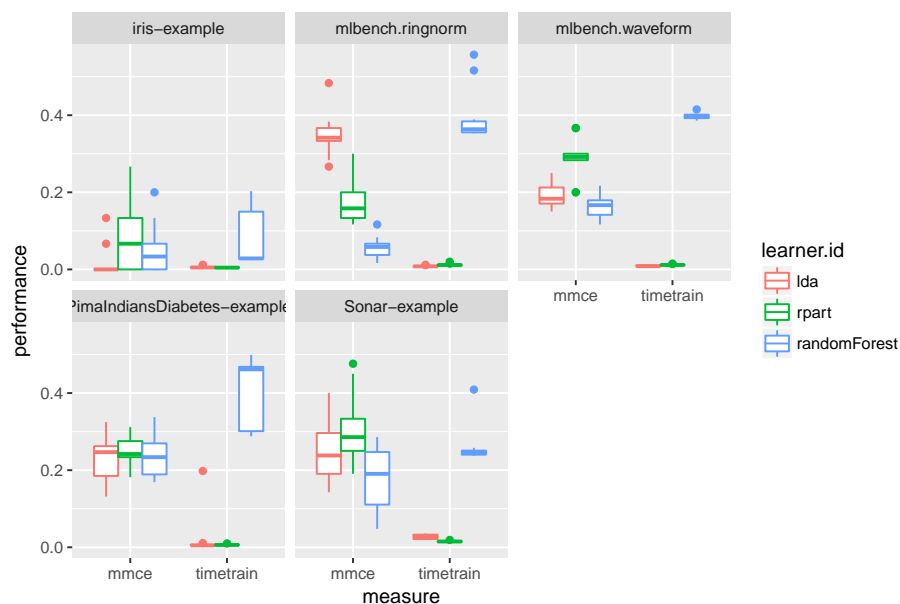 iris−example
mlbench.ringnorm
mlbench.waveform
0.4
0.2
0.0
mmce
timetrain
PimaIndiansDiabetes−example
Sonar−example
0.4
0.2
0.0
mmce
timetrain
mmce
timetrain
measure
performance
learner.id
lda
rpart
randomForest